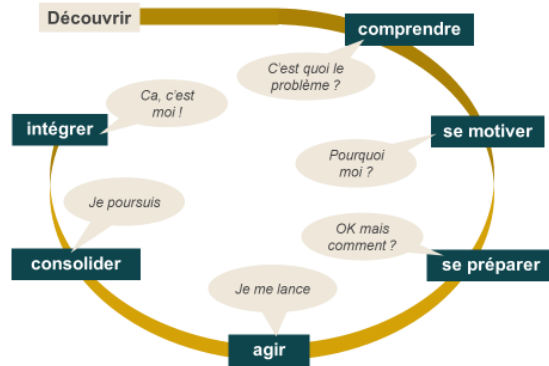 Découvrir
comprendre
C'est quoi le
problème ?
Ca, c'est
moi !
intégrer
se motiver
Pourquoi
moi ?
Je poursuis
OK mais
comment ?
consolider
se préparer
Je me lance
agir